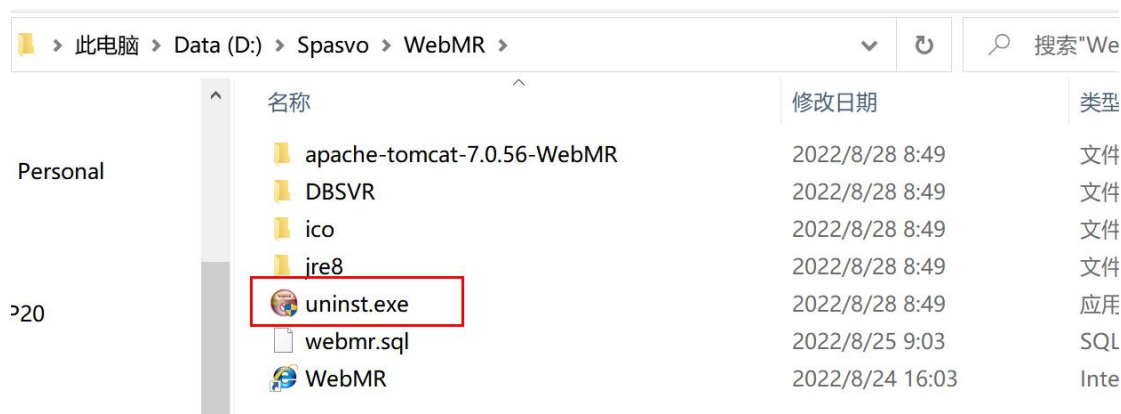 此电脑 > Data (D:) > Spasvo > WebMR >
搜索"We
名称 修改日期 类型
Personal
P20
apache-tomcat-7.0.56-WebMR 2022/8/28 8:49 文件
DBSVR 2022/8/28 8:49 文件
ico 2022/8/28 8:49 文件
jre8 2022/8/28 8:49 文件
uninst.exe 2022/8/28 8:49 应用
webmr.sql 2022/8/25 9:03 SQL
WebMR 2022/8/24 16:03 Inte